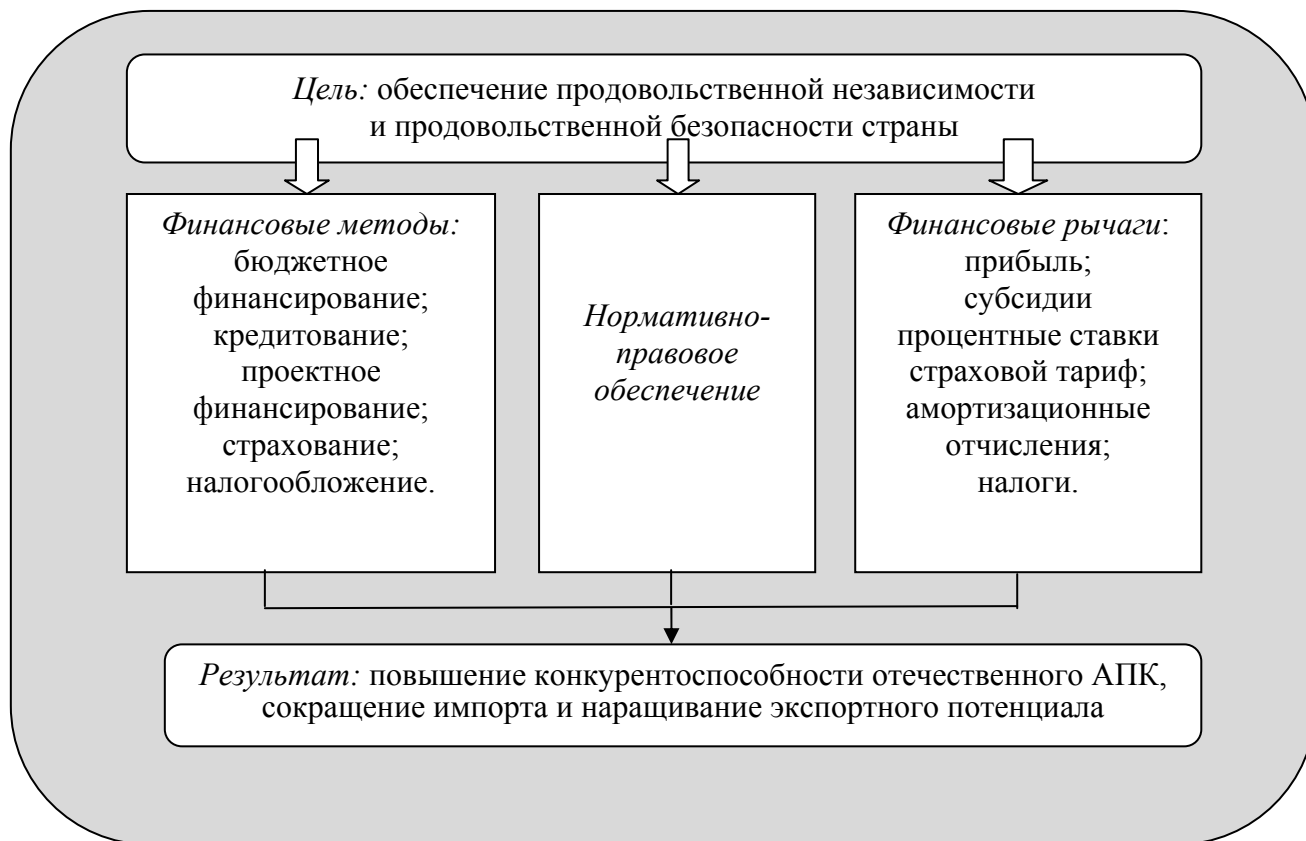 Цель: обеспечение продовольственной независимости
и продовольственной безопасности страны
Финансовые методы:
бюджетное
финансирование;
кредитование;
проектное
финансирование;
страхование;
налогообложение.
Нормативно-
правовое
обеспечение
Финансовые рычаги:
прибыль;
субсидии
процентные ставки
страховой тариф;
амортизационные
отчисления;
налоги.
Результат: повышение конкурентоспособности отечественного АПК,
сокращение импорта и наращивание экспортного потенциала